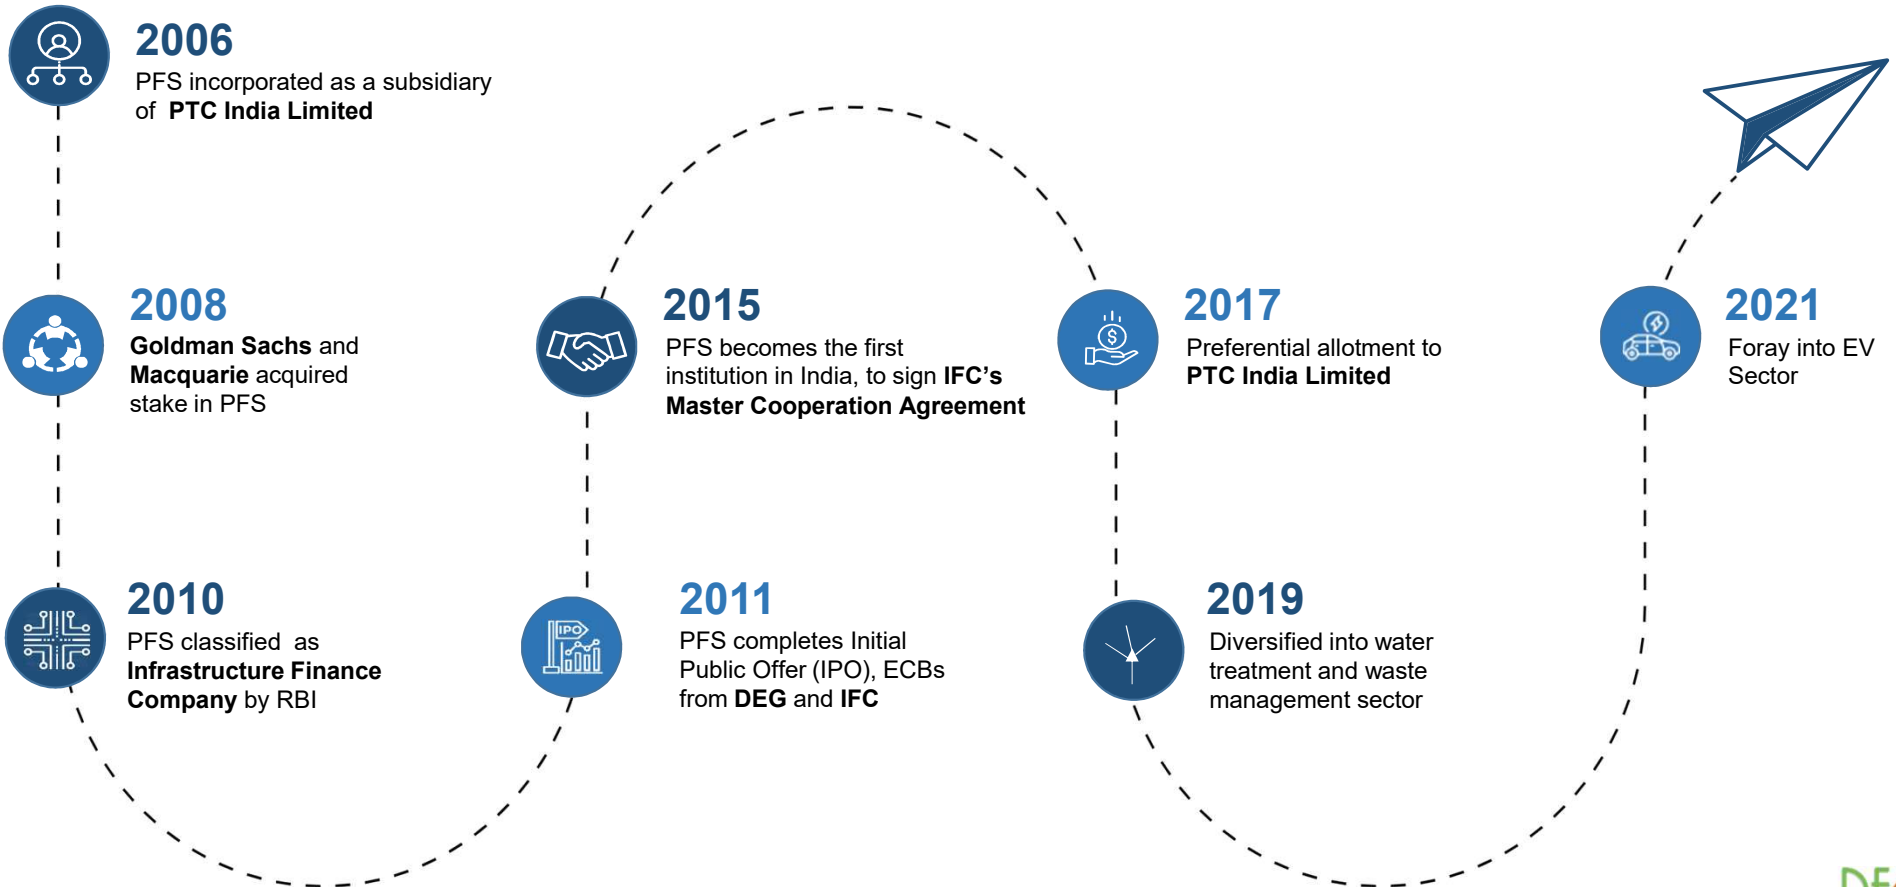 2006
PFS incorporated as a subsidiary
of PTC India Limited
2008
Goldman Sachs and
Macquarie acquired
stake in PFS
2010
PFS classified as
Infrastructure Finance
Company by RBI
2011
PFS completes Initial
Public Offer (IPO), ECBs
from DEG and IFC
IPO
2015
PFS becomes the first
institution in India, to sign IFC’s
Master Cooperation Agreement
2017
Preferential allotment to
PTC India Limited
2019
Diversified into water
treatment and waste
management sector
2021
Foray into EV
Sector